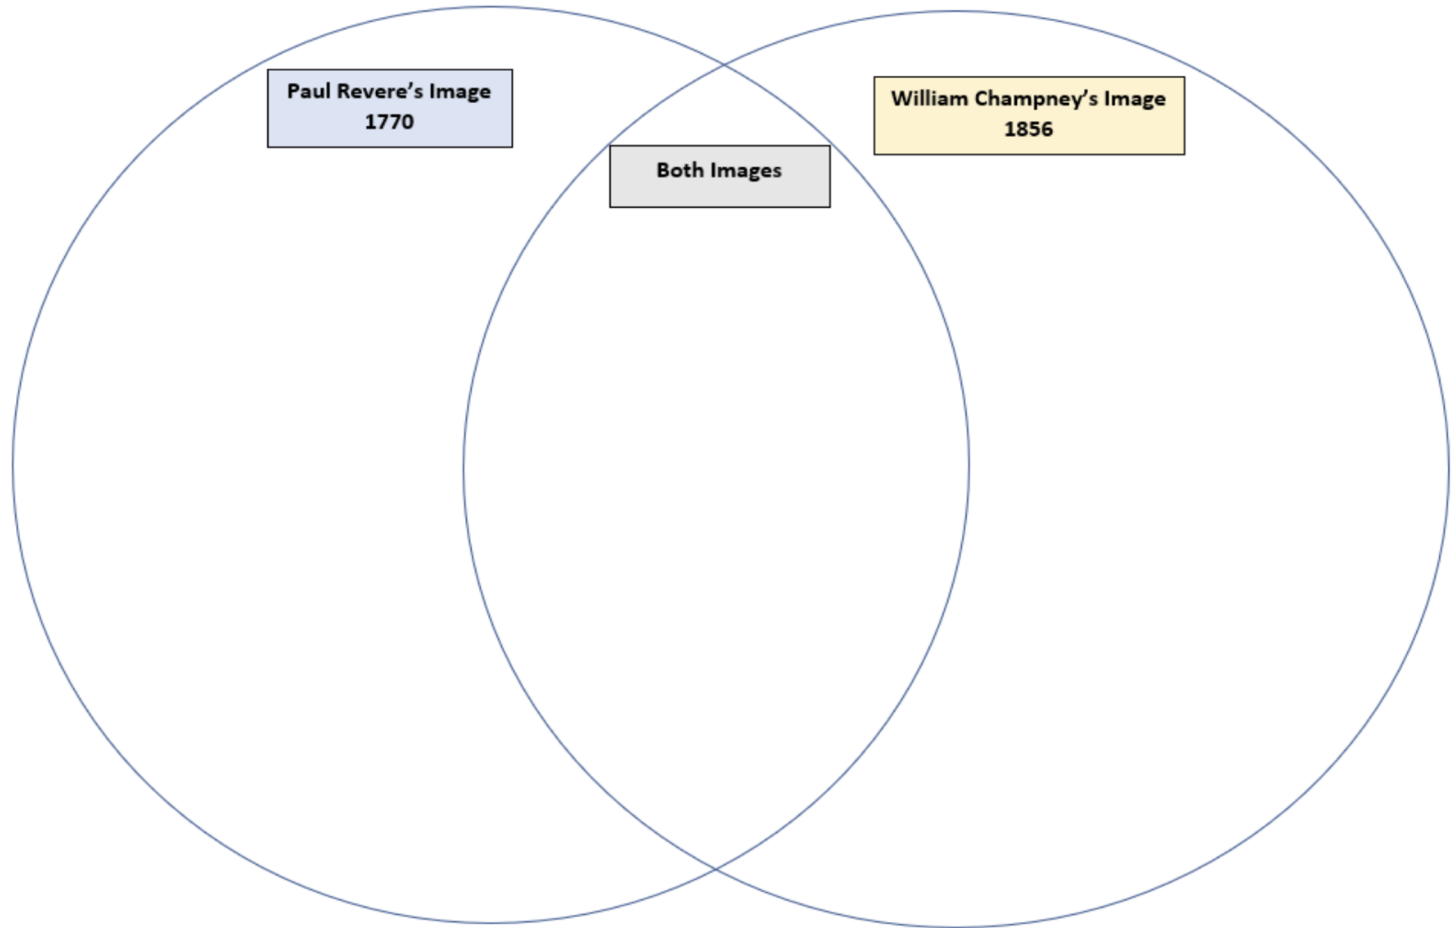 Paul Revere’s Image
1770
Both Images
William Champney’s Image
1856